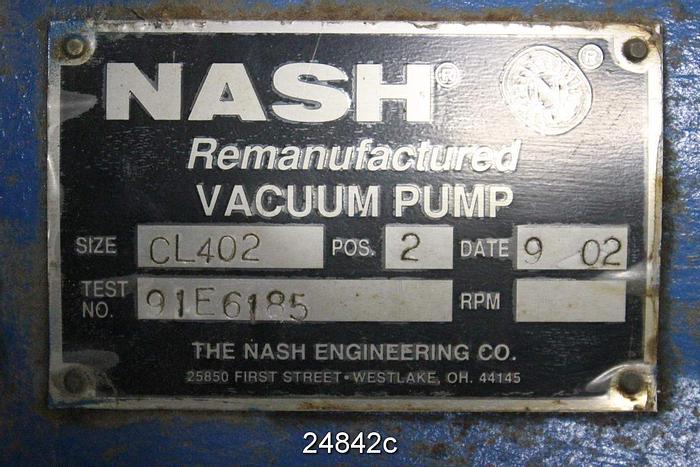 NASH® ®
Remanufactured
VACUUM PUMP
SIZE CL402 POS. 2 DATE 9 02
TEST NO. 91E6185 RPM
THE NASH ENGINEERING CO.
25850 FIRST STREET • WESTLAKE, OH. 44145
24842c